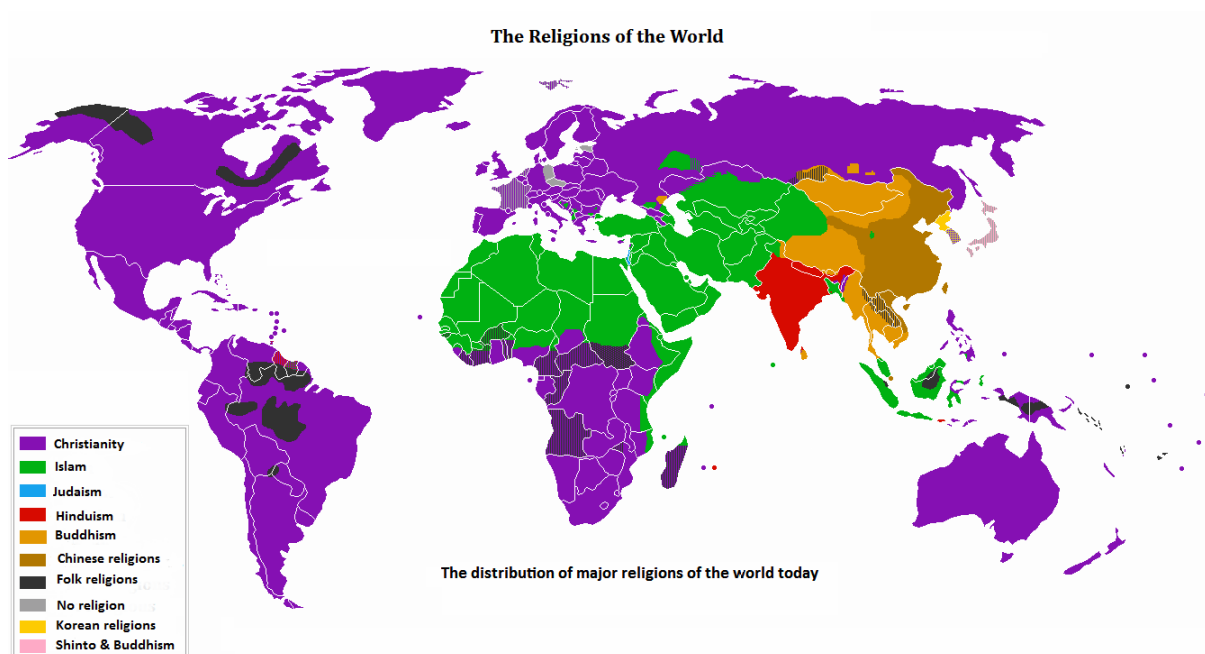 The Religions of the World
Christianity
Islam
Judaism
Hinduism
Buddhism
Chinese religions
Folk religions
No religion
Korean religions
Shinto & Buddhism
The distribution of major religions of the world today